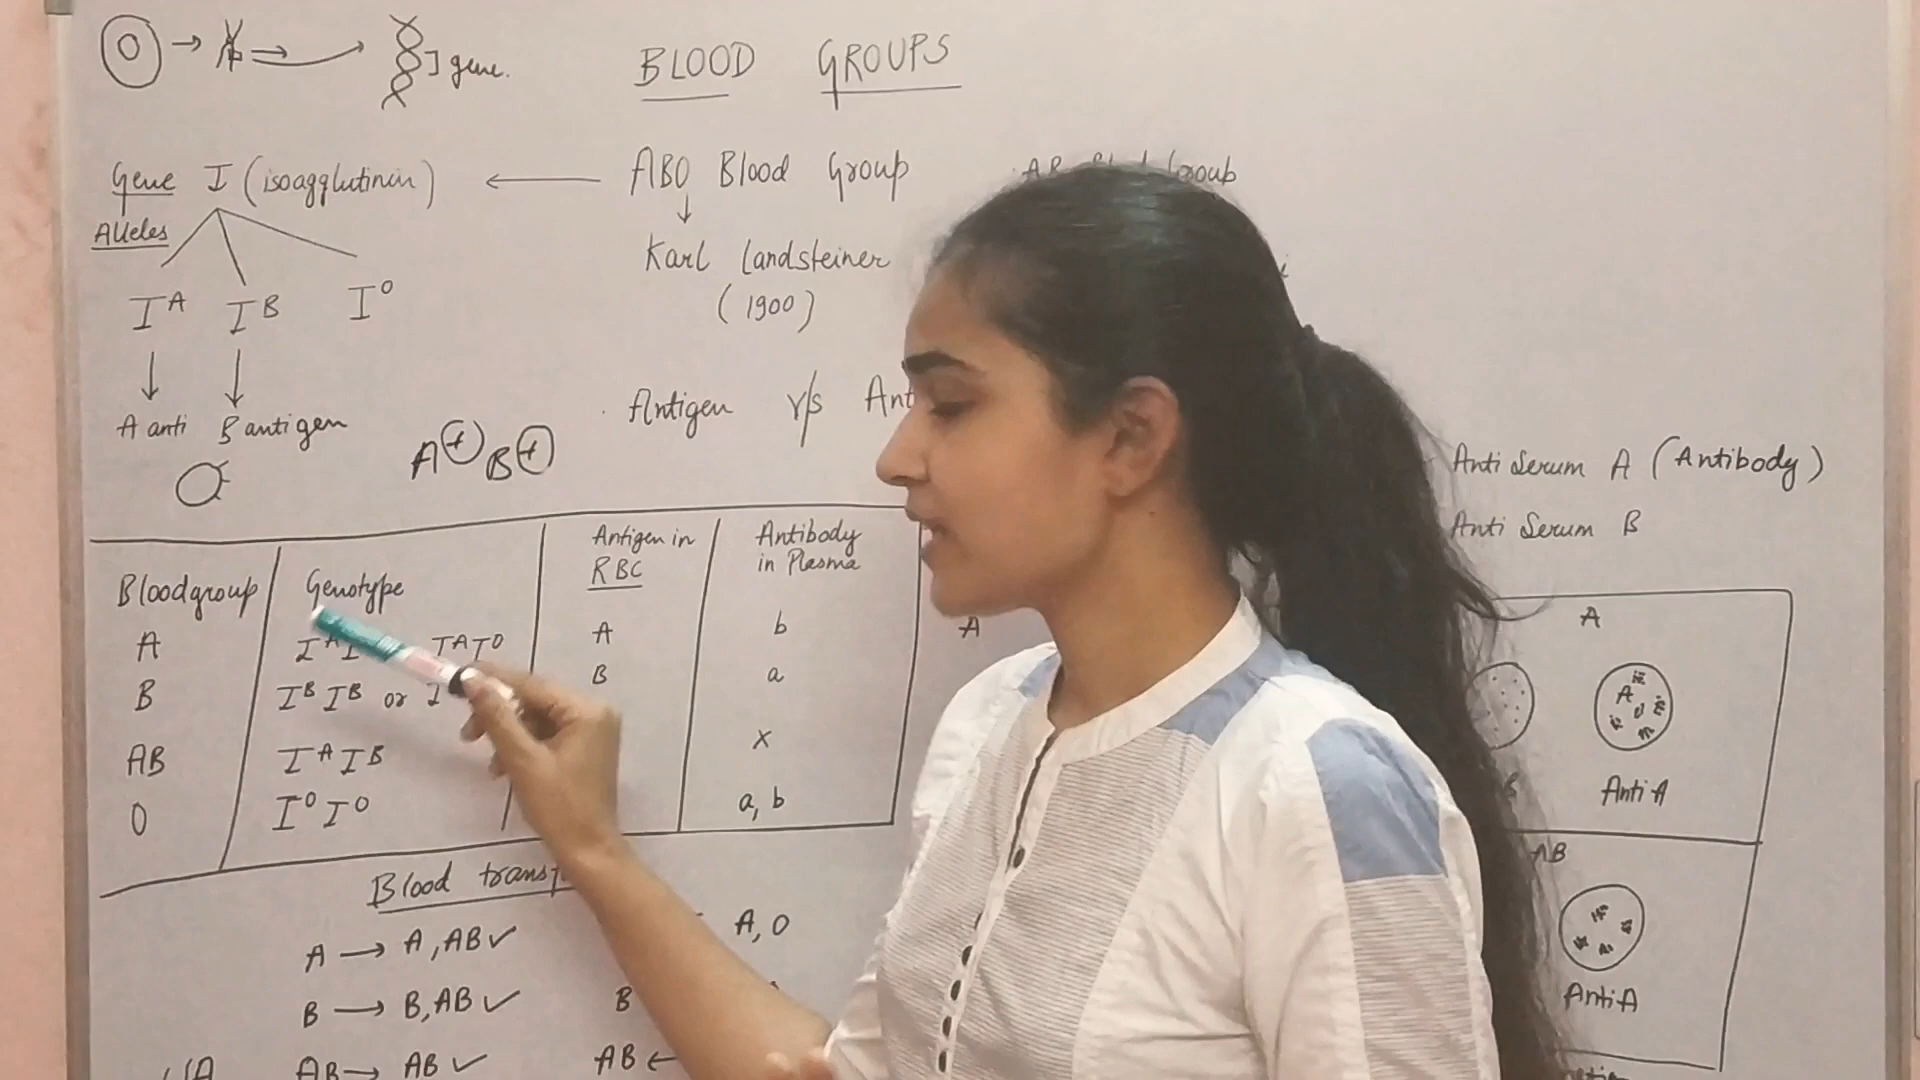 gene.
BLOOD GROUPS
Gene I (isoagglutinin) ← ABO Blood Group
Alleles
↓
Karl Landsteiner
(1900)
I^A I^B I^O
↓ ↓
A anti B antigen
Antigen v/s
A⊕ B⊕
Anti Serum A (Antibody)
Anti Serum B
Bloodgroup Genotype Antigen in RBC Antibody in Plasma
A I^A I^A I^O A b
B I^B I^B or B a
AB I^A I^B x
O I^O I^O a, b
A
A
A
Anti A
AB
Anti A
Blood
A → A, AB ✓ A, O
B → B, AB ✓ B
AB → AB ✓ AB ←